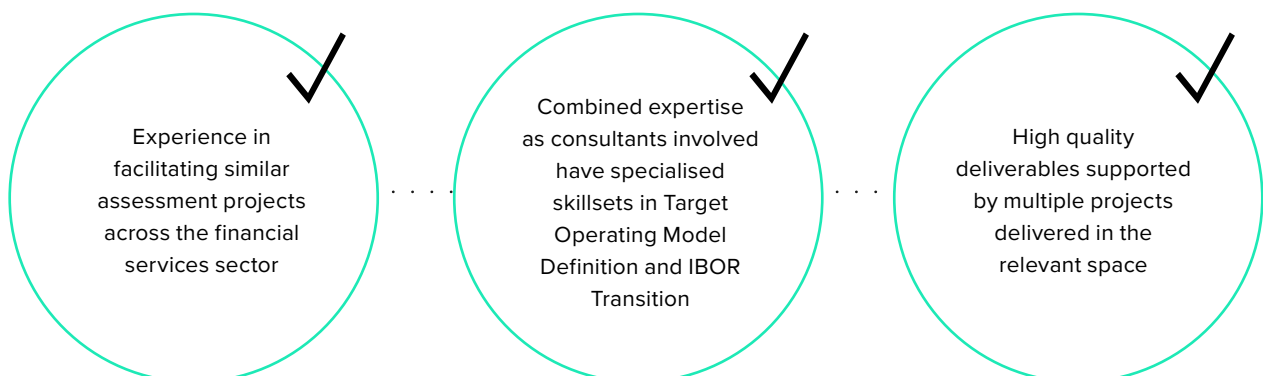 Experience in
facilitating similar
assessment projects
across the financial
services sector
Combined expertise
as consultants involved
have specialised
skillsets in Target
Operating Model
Definition and IBOR
Transition
High quality
deliverables supported
by multiple projects
delivered in the
relevant space